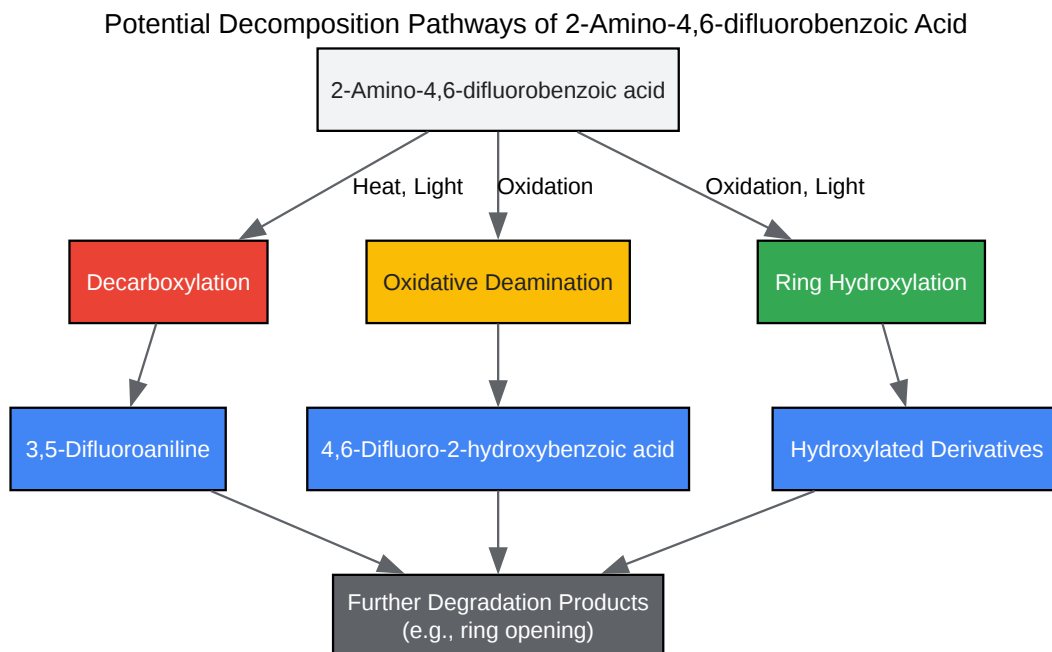 Potential Decomposition Pathways of 2-Amino-4,6-difluorobenzoic Acid
2-Amino-4,6-difluorobenzoic acid
Heat, Light
Oxidation
Oxidation, Light
Decarboxylation
Oxidative Deamination
Ring Hydroxylation
3,5-Difluoroaniline
4,6-Difluoro-2-hydroxybenzoic acid
Hydroxylated Derivatives
Further Degradation Products
(e.g., ring opening)